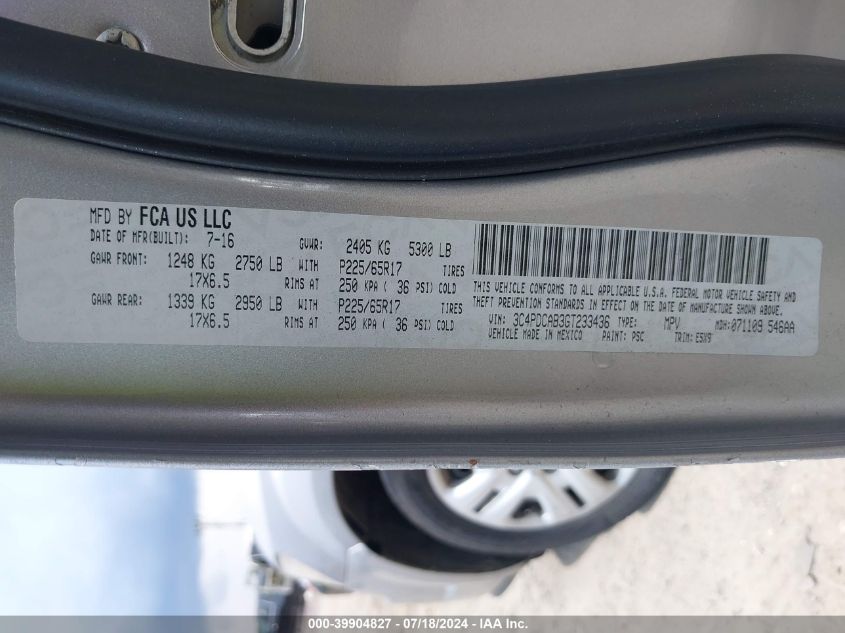 MFD BY FCA US LLC
DATE OF MFR(BUILT): 7-16 GVWR: 2405 KG 5300 LB
GAWR FRONT: 1248 KG 2750 LB WITH P225/65R17 TIRES
17X6.5 RIMS AT 250 KPA ( 36 PSI) COLD
GAWR REAR: 1339 KG 2950 LB WITH P225/65R17 TIRES
17X6.5 RIMS AT 250 KPA ( 36 PSI) COLD
THIS VEHICLE CONFORMS TO ALL APPLICABLE U.S.A. FEDERAL MOTOR VEHICLE SAFETY AND
THEFT PREVENTION STANDARDS IN EFFECT ON THE DATE OF MANUFACTURE SHOWN ABOVE.
VIN: 3C4PDCAB3GT233436 TYPE: MPV MDH: 071109 546AA
VEHICLE MADE IN MEXICO PAINT: PSC TRIM: E5X9
000-39904827 - 07/18/2024 - IAA Inc.